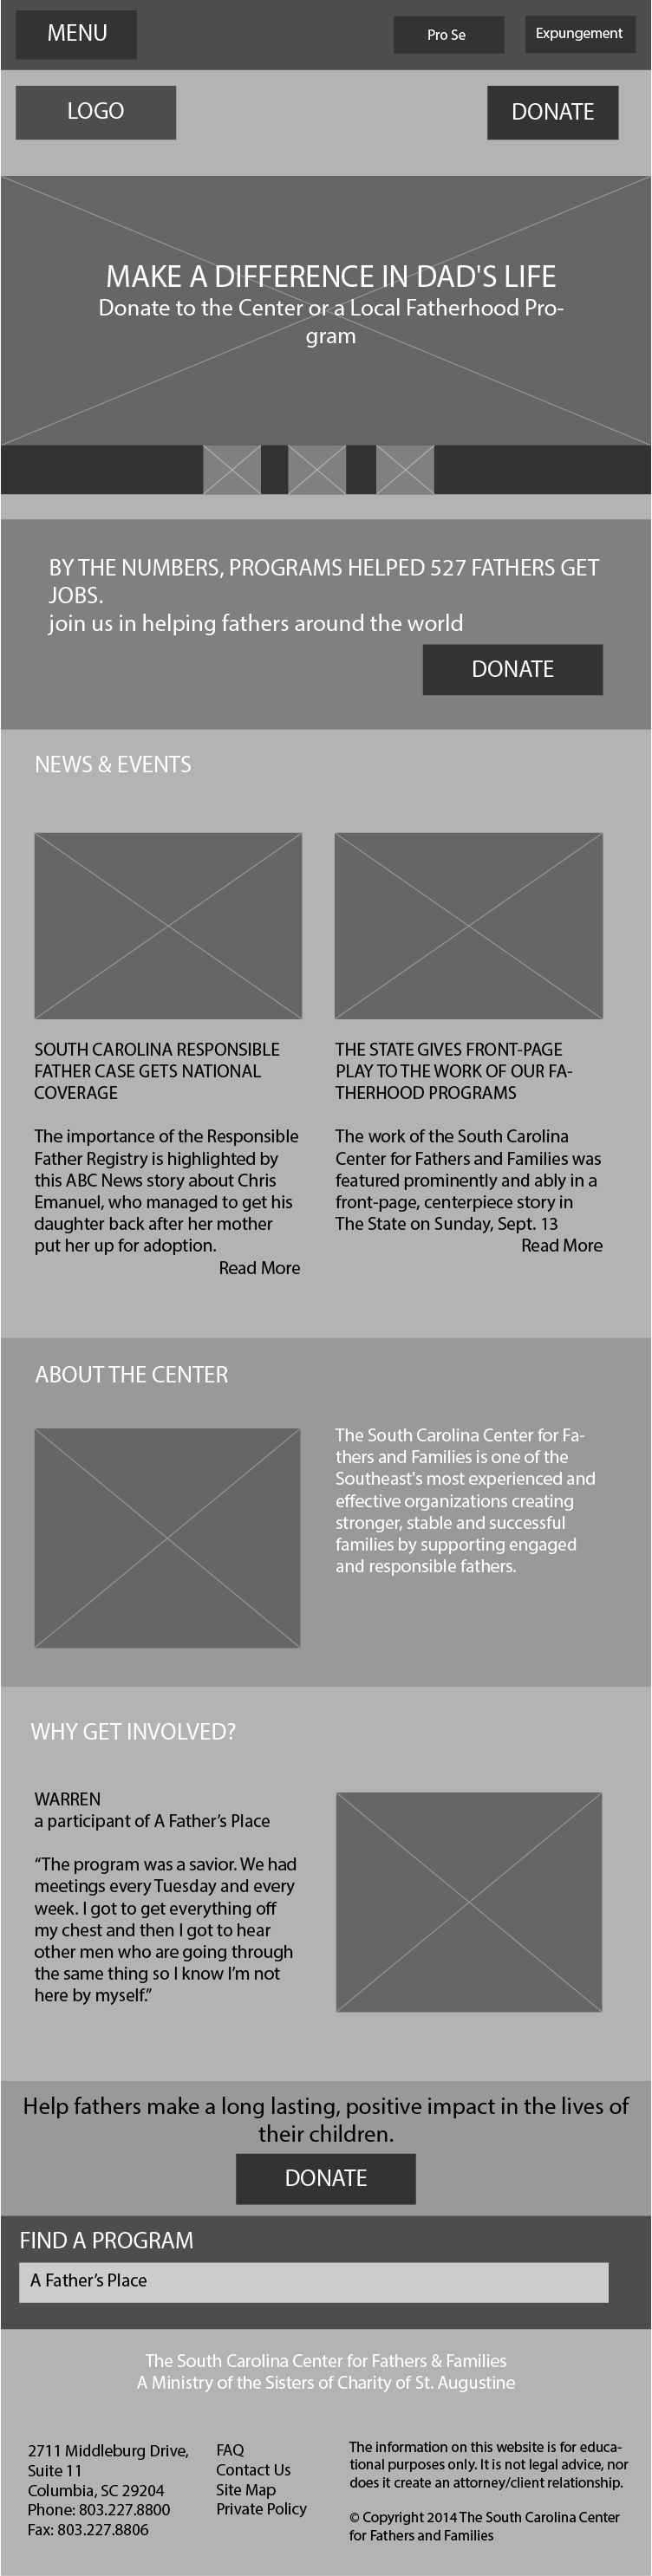 MENU
Pro Se
Expungement
LOGO
DONATE
MAKE A DIFFERENCE IN DAD'S LIFE
Donate to the Center or a Local Fatherhood Pro-
gram
BY THE NUMBERS, PROGRAMS HELPED 527 FATHERS GET
JOBS.
join us in helping fathers around the world
DONATE
NEWS & EVENTS
SOUTH CAROLINA RESPONSIBLE
FATHER CASE GETS NATIONAL
COVERAGE
The importance of the Responsible
Father Registry is highlighted by
this ABC News story about Chris
Emanuel, who managed to get his
daughter back after her mother
put her up for adoption.
Read More
THE STATE GIVES FRONT-PAGE
PLAY TO THE WORK OF OUR FA-
THERHOOD PROGRAMS
The work of the South Carolina
Center for Fathers and Families was
featured prominently and ably in a
front-page, centerpiece story in
The State on Sunday, Sept. 13
Read More
ABOUT THE CENTER
The South Carolina Center for Fa-
thers and Families is one of the
Southeast's most experienced and
effective organizations creating
stronger, stable and successful
families by supporting engaged
and responsible fathers.
WHY GET INVOLVED?
WARREN
a participant of A Father’s Place
“The program was a savior. We had
meetings every Tuesday and every
week. I got to get everything off
my chest and then I got to hear
other men who are going through
the same thing so I know I’m not
here by myself.”
Help fathers make a long lasting, positive impact in the lives of
their children.
DONATE
FIND A PROGRAM
A Father’s Place
The South Carolina Center for Fathers & Families
A Ministry of the Sisters of Charity of St. Augustine
2711 Middleburg Drive,
Suite 11
Columbia, SC 29204
Phone: 803.227.8800
Fax: 803.227.8806
FAQ
Contact Us
Site Map
Private Policy
The information on this website is for educa-
tional purposes only. It is not legal advice, nor
does it create an attorney/client relationship.
© Copyright 2014 The South Carolina Center
for Fathers and Families